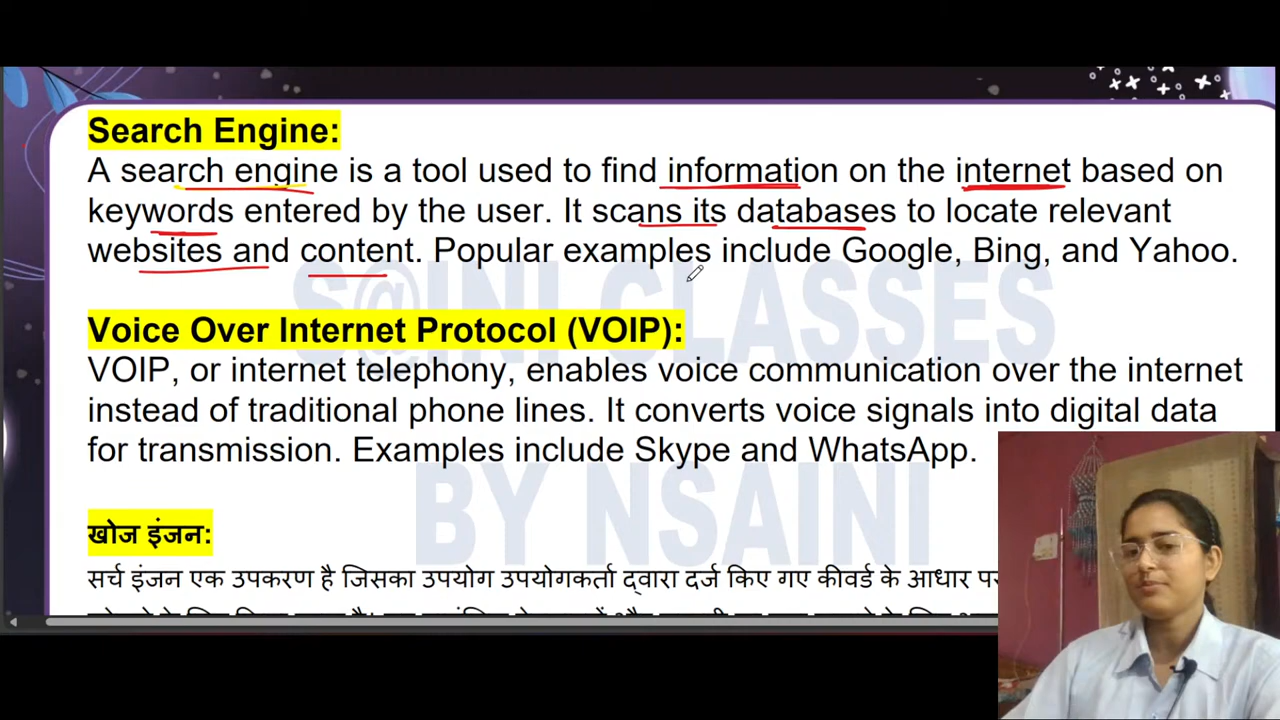 Search Engine:
A search engine is a tool used to find information on the internet based on
keywords entered by the user. It scans its databases to locate relevant
websites and content. Popular examples include Google, Bing, and Yahoo.
S@INI CLASSES
Voice Over Internet Protocol (VOIP):
VOIP, or internet telephony, enables voice communication over the internet
instead of traditional phone lines. It converts voice signals into digital data
for transmission. Examples include Skype and WhatsApp.
BY NSAINI
खोज इंजन:
सर्च इंजन एक उपकरण है जिसका उपयोग उपयोगकर्ता द्वारा दर्ज किए गए कीवर्ड के आधार